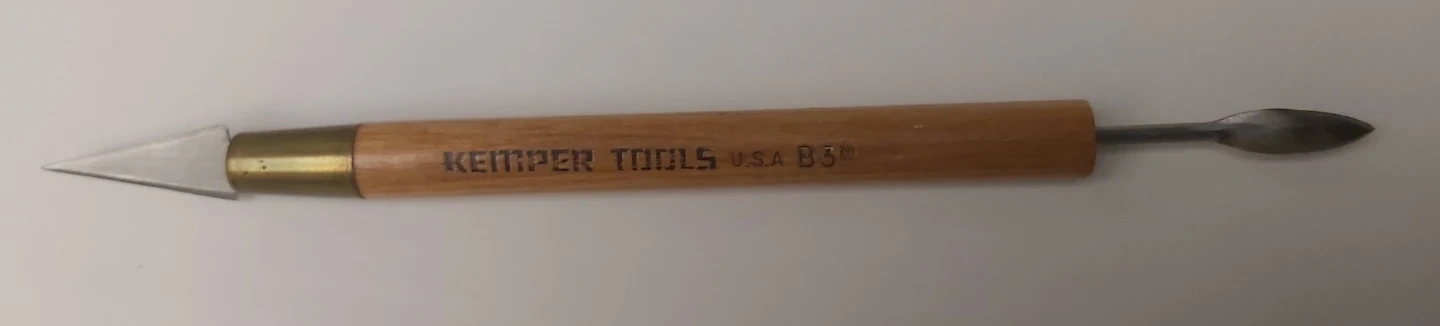 KEMPER TOOLS U.S.A B3®